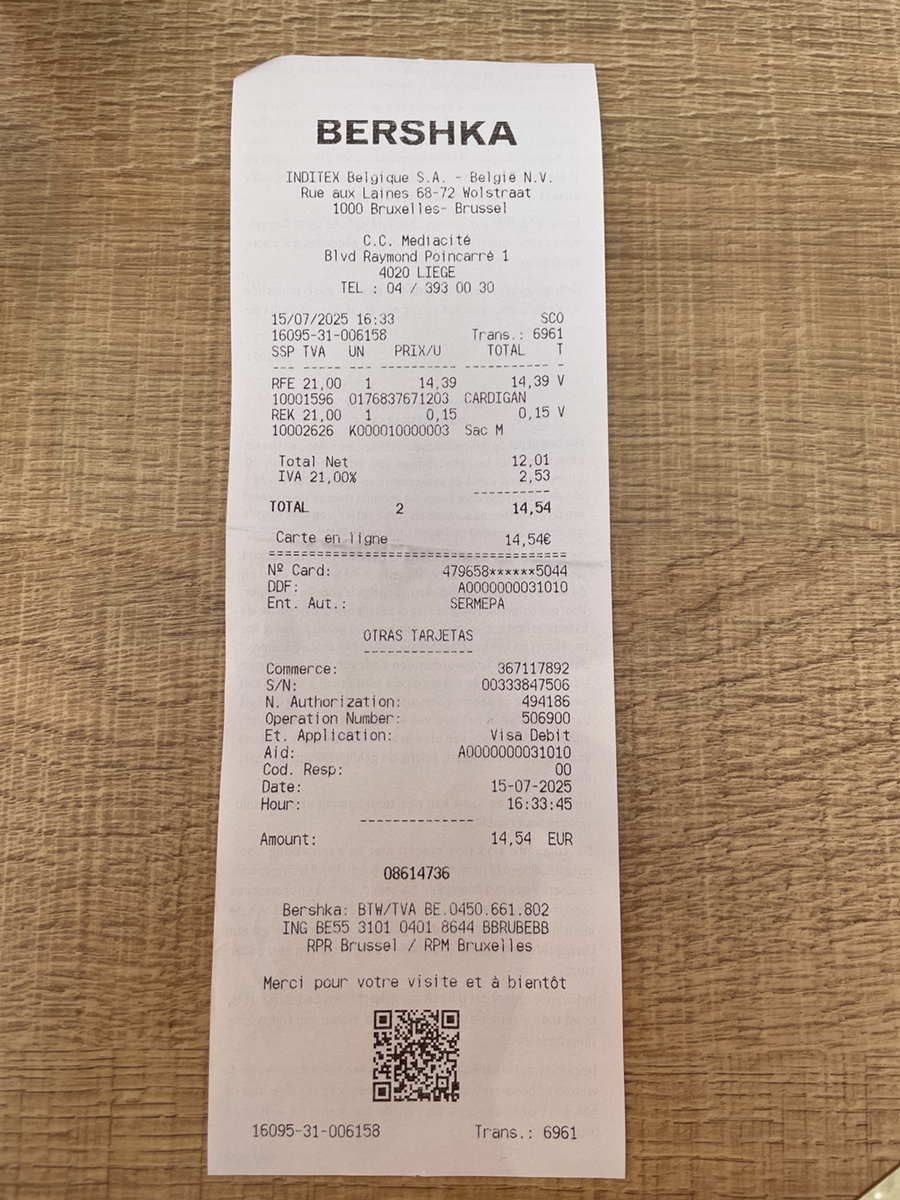 BERSHKA
INDITEX Belgique S.A. - België N.V.
Rue aux Laines 68-72 Wolstraat
1000 Bruxelles- Brussel
C.C. Médiacité
Blvd Raymond Poincarré 1
4020 LIEGE
TEL : 04 / 393 00 30
15/07/2025 16:33 SCO
16095-31-006158 Trans.: 6961
SSP TVA UN PRIX/U TOTAL T
--- ----- --- ---------- ---------- -
RFE 21,00 1 14,39 14,39 V
10001596 0176837671203 CARDIGAN
REK 21,00 1 0,15 0,15 V
10002626 K000010000003 Sac M
Total Net 12,01
IVA 21,00% 2,53
----------
TOTAL 2 14,54
Carte en ligne 14,54€
======================================
Nº Card: 479658******5044
DDF: A0000000031010
Ent. Aut.: SERMEPA
OTRAS TARJETAS
--------------
Commerce: 367117892
S/N: 00333847506
N. Authorization: 494186
Operation Number: 506900
Et. Application: Visa Debit
Aid: A0000000031010
Cod. Resp: 00
Date: 15-07-2025
Hour: 16:33:45
--------------
Amount: 14,54 EUR
08614736
Bershka: BTW/TVA BE.0450.661.802
ING BE55 3101 0401 8644 BBRUBEBB
RPR Brussel / RPM Bruxelles
Merci pour votre visite et à bientôt
16095-31-006158 Trans.: 6961